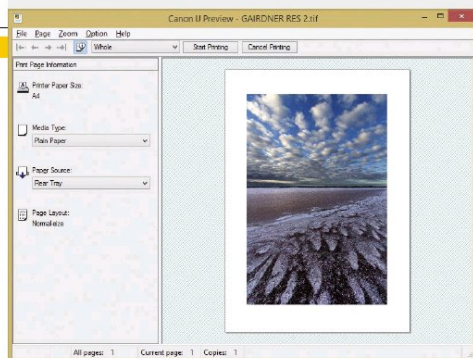 Canon IJ Preview - GAIRDNER RES 2.tif
File Page Zoom Option Help
Whole Start Printing Cancel Printing
Print Page Information
Printer Paper Size:
A4
Media Type:
Plain Paper
Paper Source:
Rear Tray
Page Layout:
Normal-size
All pages: 1 Current page: 1 Copies: 1